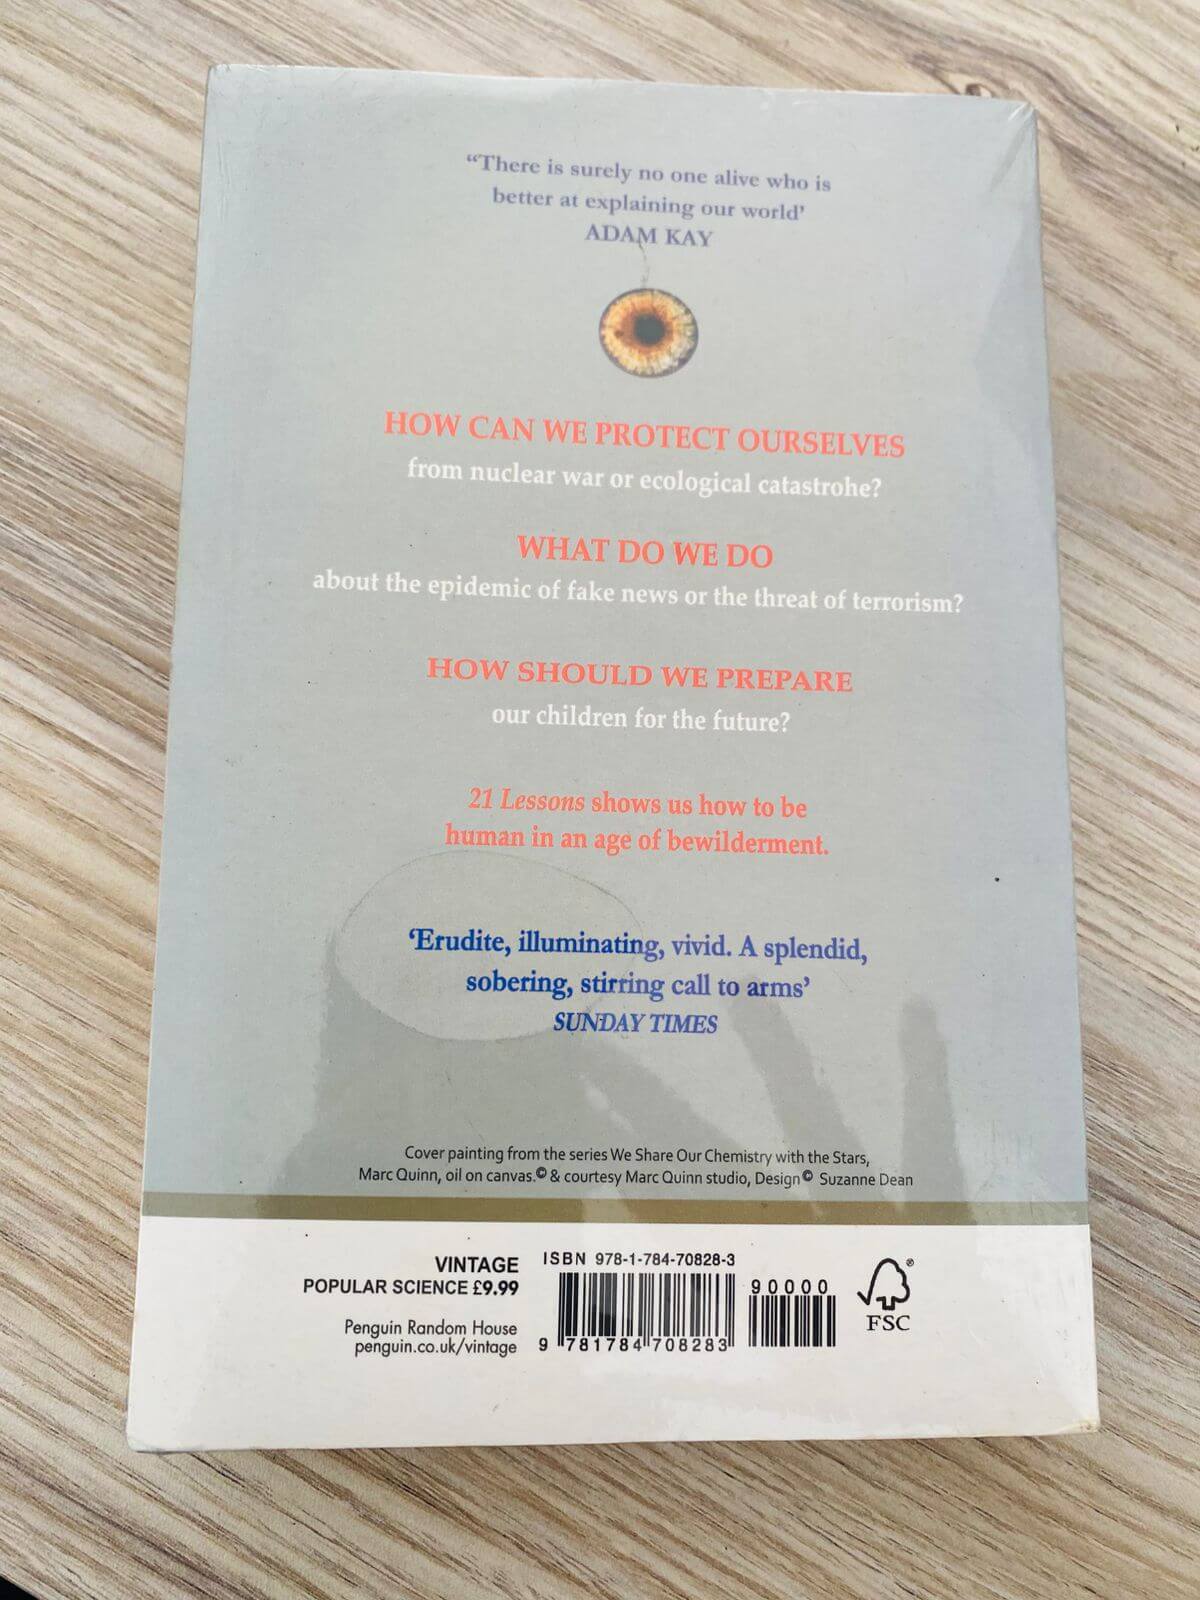 “There is surely no one alive who is
better at explaining our world’
ADAM KAY
HOW CAN WE PROTECT OURSELVES
from nuclear war or ecological catastrohe?
WHAT DO WE DO
about the epidemic of fake news or the threat of terrorism?
HOW SHOULD WE PREPARE
our children for the future?
21 Lessons shows us how to be
human in an age of bewilderment.
‘Erudite, illuminating, vivid. A splendid,
sobering, stirring call to arms’
SUNDAY TIMES
Cover painting from the series We Share Our Chemistry with the Stars,
Marc Quinn, oil on canvas.© & courtesy Marc Quinn studio, Design© Suzanne Dean
VINTAGE
POPULAR SCIENCE £9.99
Penguin Random House
penguin.co.uk/vintage
ISBN 978-1-784-70828-3
9 781784 708283
90000
®
FSC